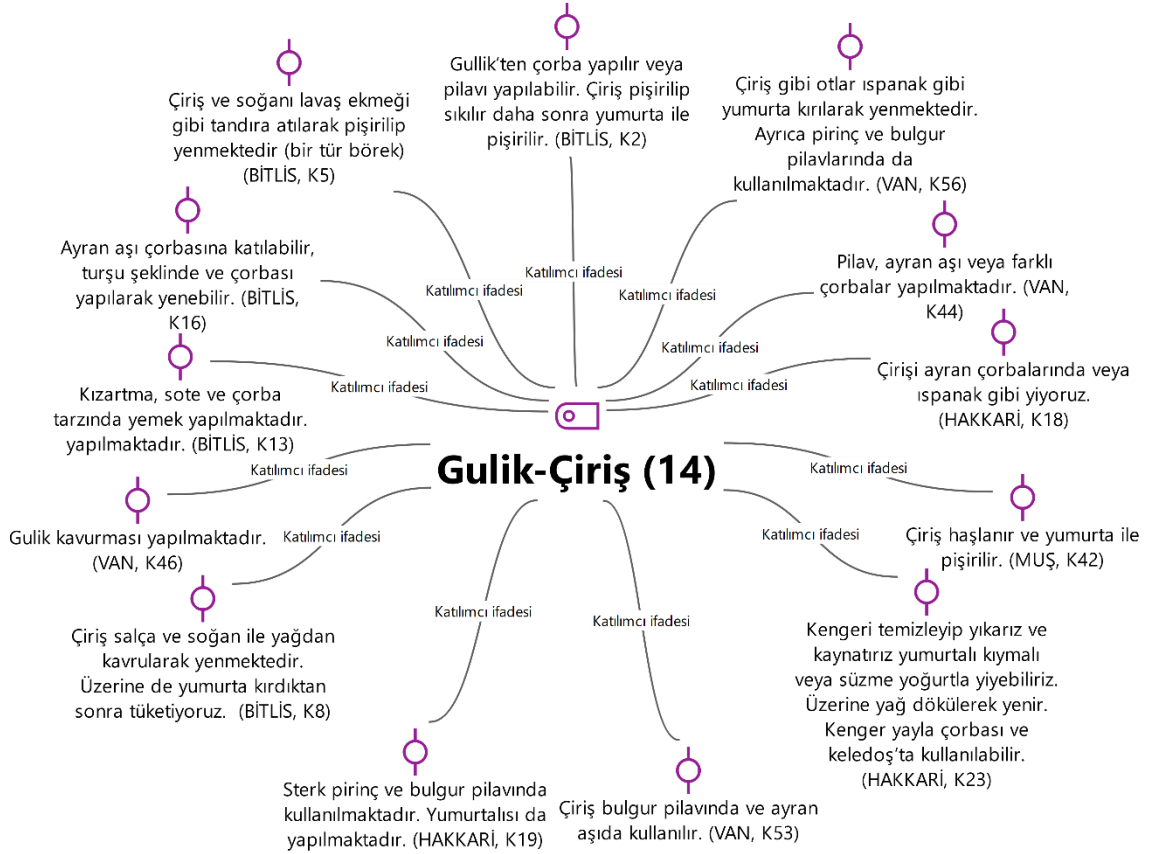 Gullik'ten çorba yapılır veya
pilavı yapılabilir. Çiriş pişirilip
sıkılır daha sonra yumurta ile
pişirilir. (BİTLİS, K2)
Çiriş ve soğanı lavaş ekmeği
gibi tandıra atılarak pişirilip
yenmektedir (bir tür börek)
(BİTLİS, K5)
Çiriş gibi otlar ıspanak gibi
yumurta kırılarak yenmektedir.
Ayrıca pirinç ve bulgur
pilavlarında da
kullanılmaktadır. (VAN, K56)
Ayran aşı çorbasına katılabilir,
turşu şeklinde ve çorbası
yapılarak yenebilir. (BİTLİS,
K16)
Pilav, ayran aşı veya farklı
çorbalar yapılmaktadır. (VAN,
K44)
Katılımcı ifadesi
Katılımcı ifadesi
Katılımcı ifadesi
Katılımcı ifadesi
Katılımcı ifadesi
Kızartma, sote ve çorba
tarzında yemek yapılmaktadır.
yapılmaktadır. (BİTLİS, K13)
Katılımcı ifadesi
Katılımcı ifadesi
Çirişi ayran çorbalarında veya
ıspanak gibi yiyoruz.
(HAKKARİ, K18)
Gulik-Çiriş (14)
Katılımcı ifadesi
Katılımcı ifadesi
Gulik kavurması yapılmaktadır.
(VAN, K46)
Katılımcı ifadesi
Katılımcı ifadesi
Çiriş haşlanır ve yumurta ile
pişirilir. (MUŞ, K42)
Çiriş salça ve soğan ile yağdan
kavrularak yenmektedir.
Üzerine de yumurta kırdıktan
sonra tüketiyoruz. (BİTLİS, K8)
Katılımcı ifadesi
Katılımcı ifadesi
Kengeri temizleyip yıkarız ve
kaynatırız yumurtalı kıymalı
veya süzme yoğurtla yiyebiliriz.
Üzerine yağ dökülerek yenir.
Kenger yayla çorbası ve
keledoş'ta kullanılabilir.
(HAKKARİ, K23)
Sterk pirinç ve bulgur pilavında
kullanılmaktadır. Yumurtalısı da
yapılmaktadır. (HAKKARİ, K19)
Çiriş bulgur pilavında ve ayran
aşıda kullanılır. (VAN, K53)